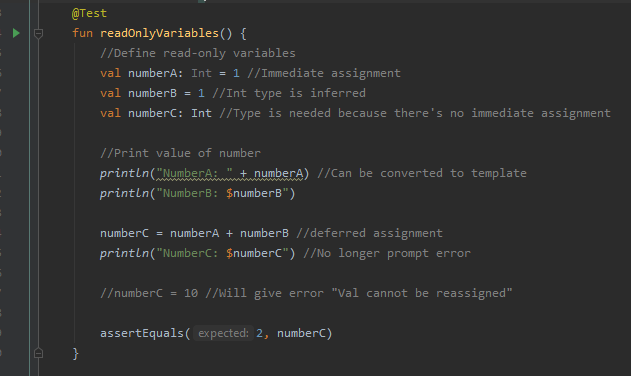 @Test
fun readOnlyVariables() {
//Define read-only variables
val numberA: Int = 1 //Immediate assignment
val numberB = 1 //Int type is inferred
val numberC: Int //Type is needed because there's no immediate assignment
//Print value of number
println("NumberA: " + numberA) //Can be converted to template
println("NumberB: $numberB")
numberC = numberA + numberB //deferred assignment
println("NumberC: $numberC") //No longer prompt error
//numberC = 10 //Will give error "Val cannot be reassigned"
assertEquals( expected: 2, numberC)
}